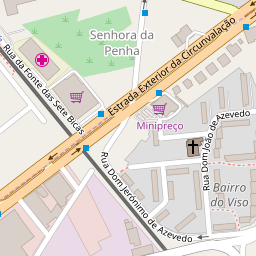 Senhora da
Penha
Estrada Exterior da Circunvalação
Rua da Fonte das Sete Bicas
Minipreço
Rua Dom João de Azevedo
Rua Dom Jerónimo de Azevedo
Bairro
do Viso